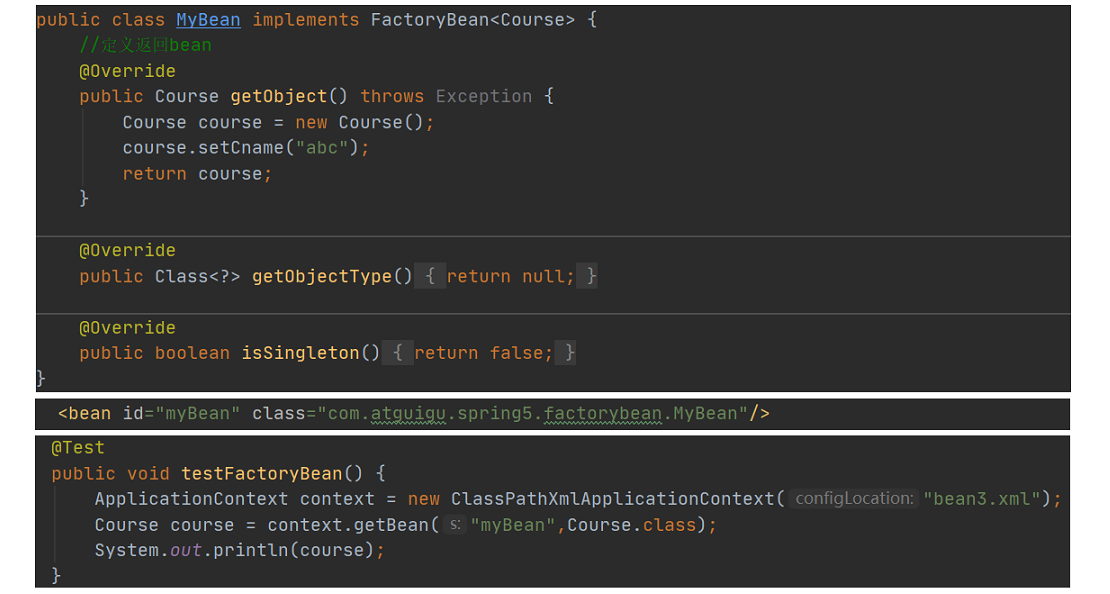 public class MyBean implements FactoryBean<Course> {
//定义返回bean
@Override
public Course getObject() throws Exception {
Course course = new Course();
course.setCname("abc");
return course;
}
@Override
public Class<?> getObjectType() { return null; }
@Override
public boolean isSingleton() { return false; }
}
<bean id="myBean" class="com.atguigu.spring5.factorybean.MyBean"/>
@Test
public void testFactoryBean() {
ApplicationContext context = new ClassPathXmlApplicationContext( configLocation: "bean3.xml");
Course course = context.getBean( s: "myBean",Course.class);
System.out.println(course);
}